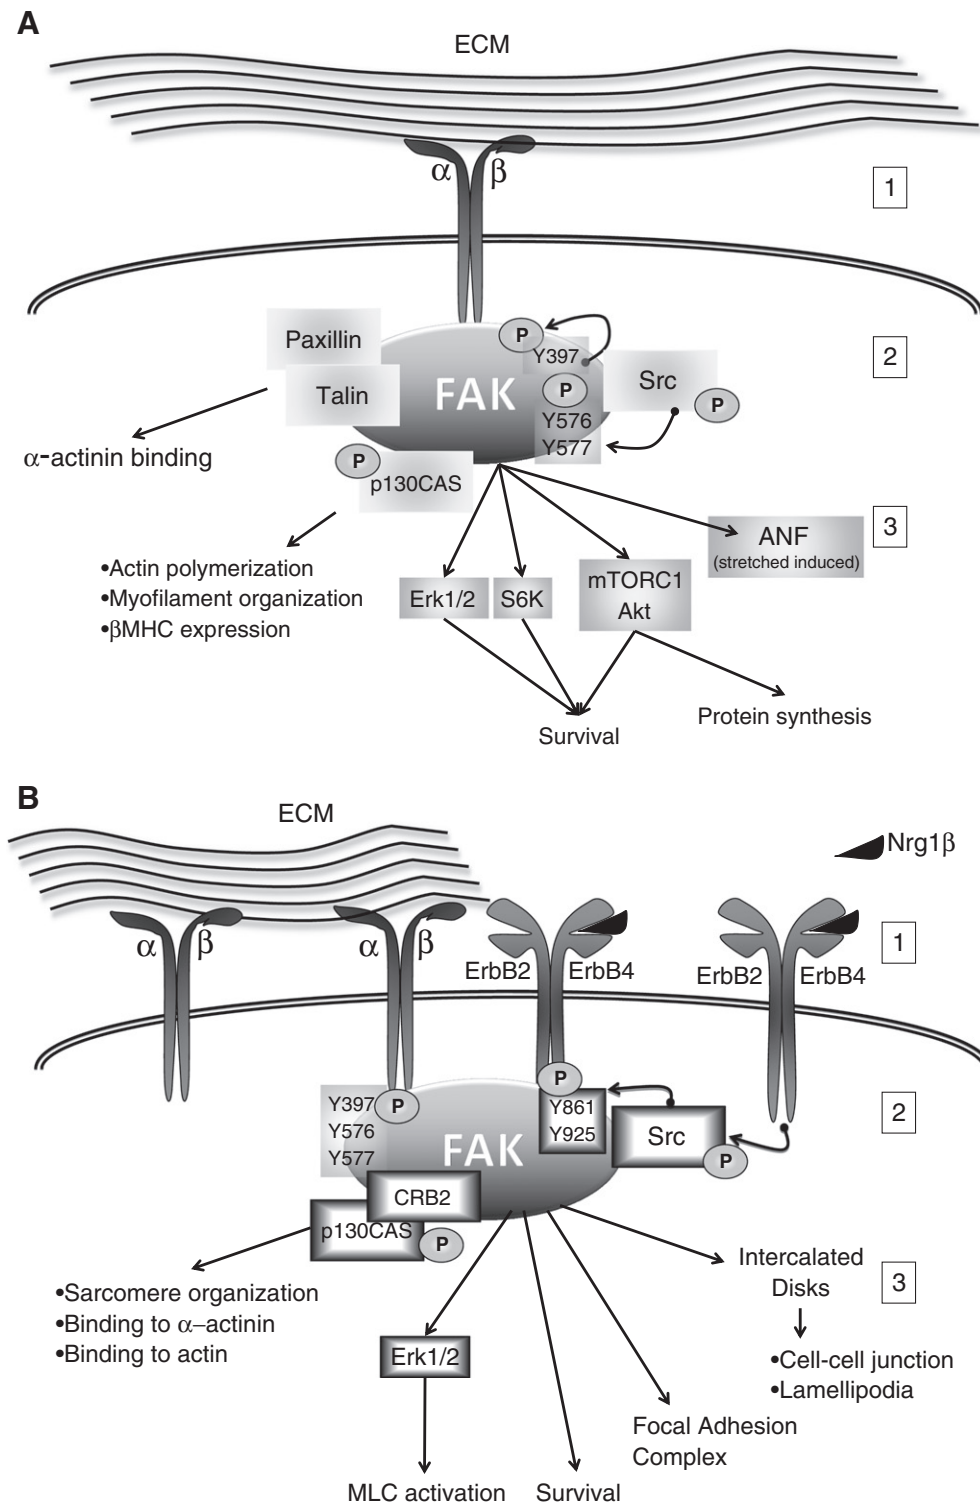 A
ECM
α β
1
Paxillin
P
Y397
2
Talin
FAK
Src
P
P
Y576
Y577
α-actinin binding
P
p130CAS
3
ANF
(stretched induced)
•Actin polymerization
•Myofilament organization
•βMHC expression
Erk1/2
S6K
mTORC1
Akt
Survival
Protein synthesis
B
ECM
Nrg1β
α β
α β
ErbB2 ErbB4
ErbB2 ErbB4
1
P
Y397
P
Y576
Y577
FAK
Y861
Y925
Src
P
2
CRB2
p130CAS
P
•Sarcomere organization
•Binding to α–actinin
•Binding to actin
Intercalated
Disks
3
Erk1/2
•Cell-cell junction
•Lamellipodia
Focal Adhesion
Complex
MLC activation
Survival